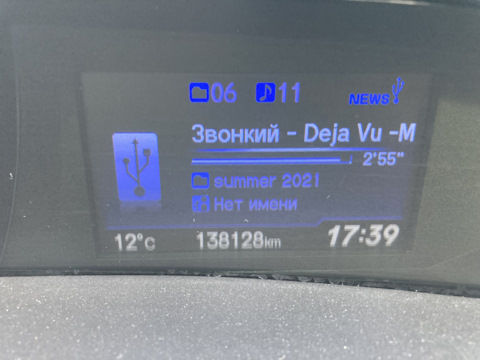 06 11 NEWS
Звонкий - Deja Vu -M
2'55"
summer 2021
Нет имени
12°C 138128km 17:39